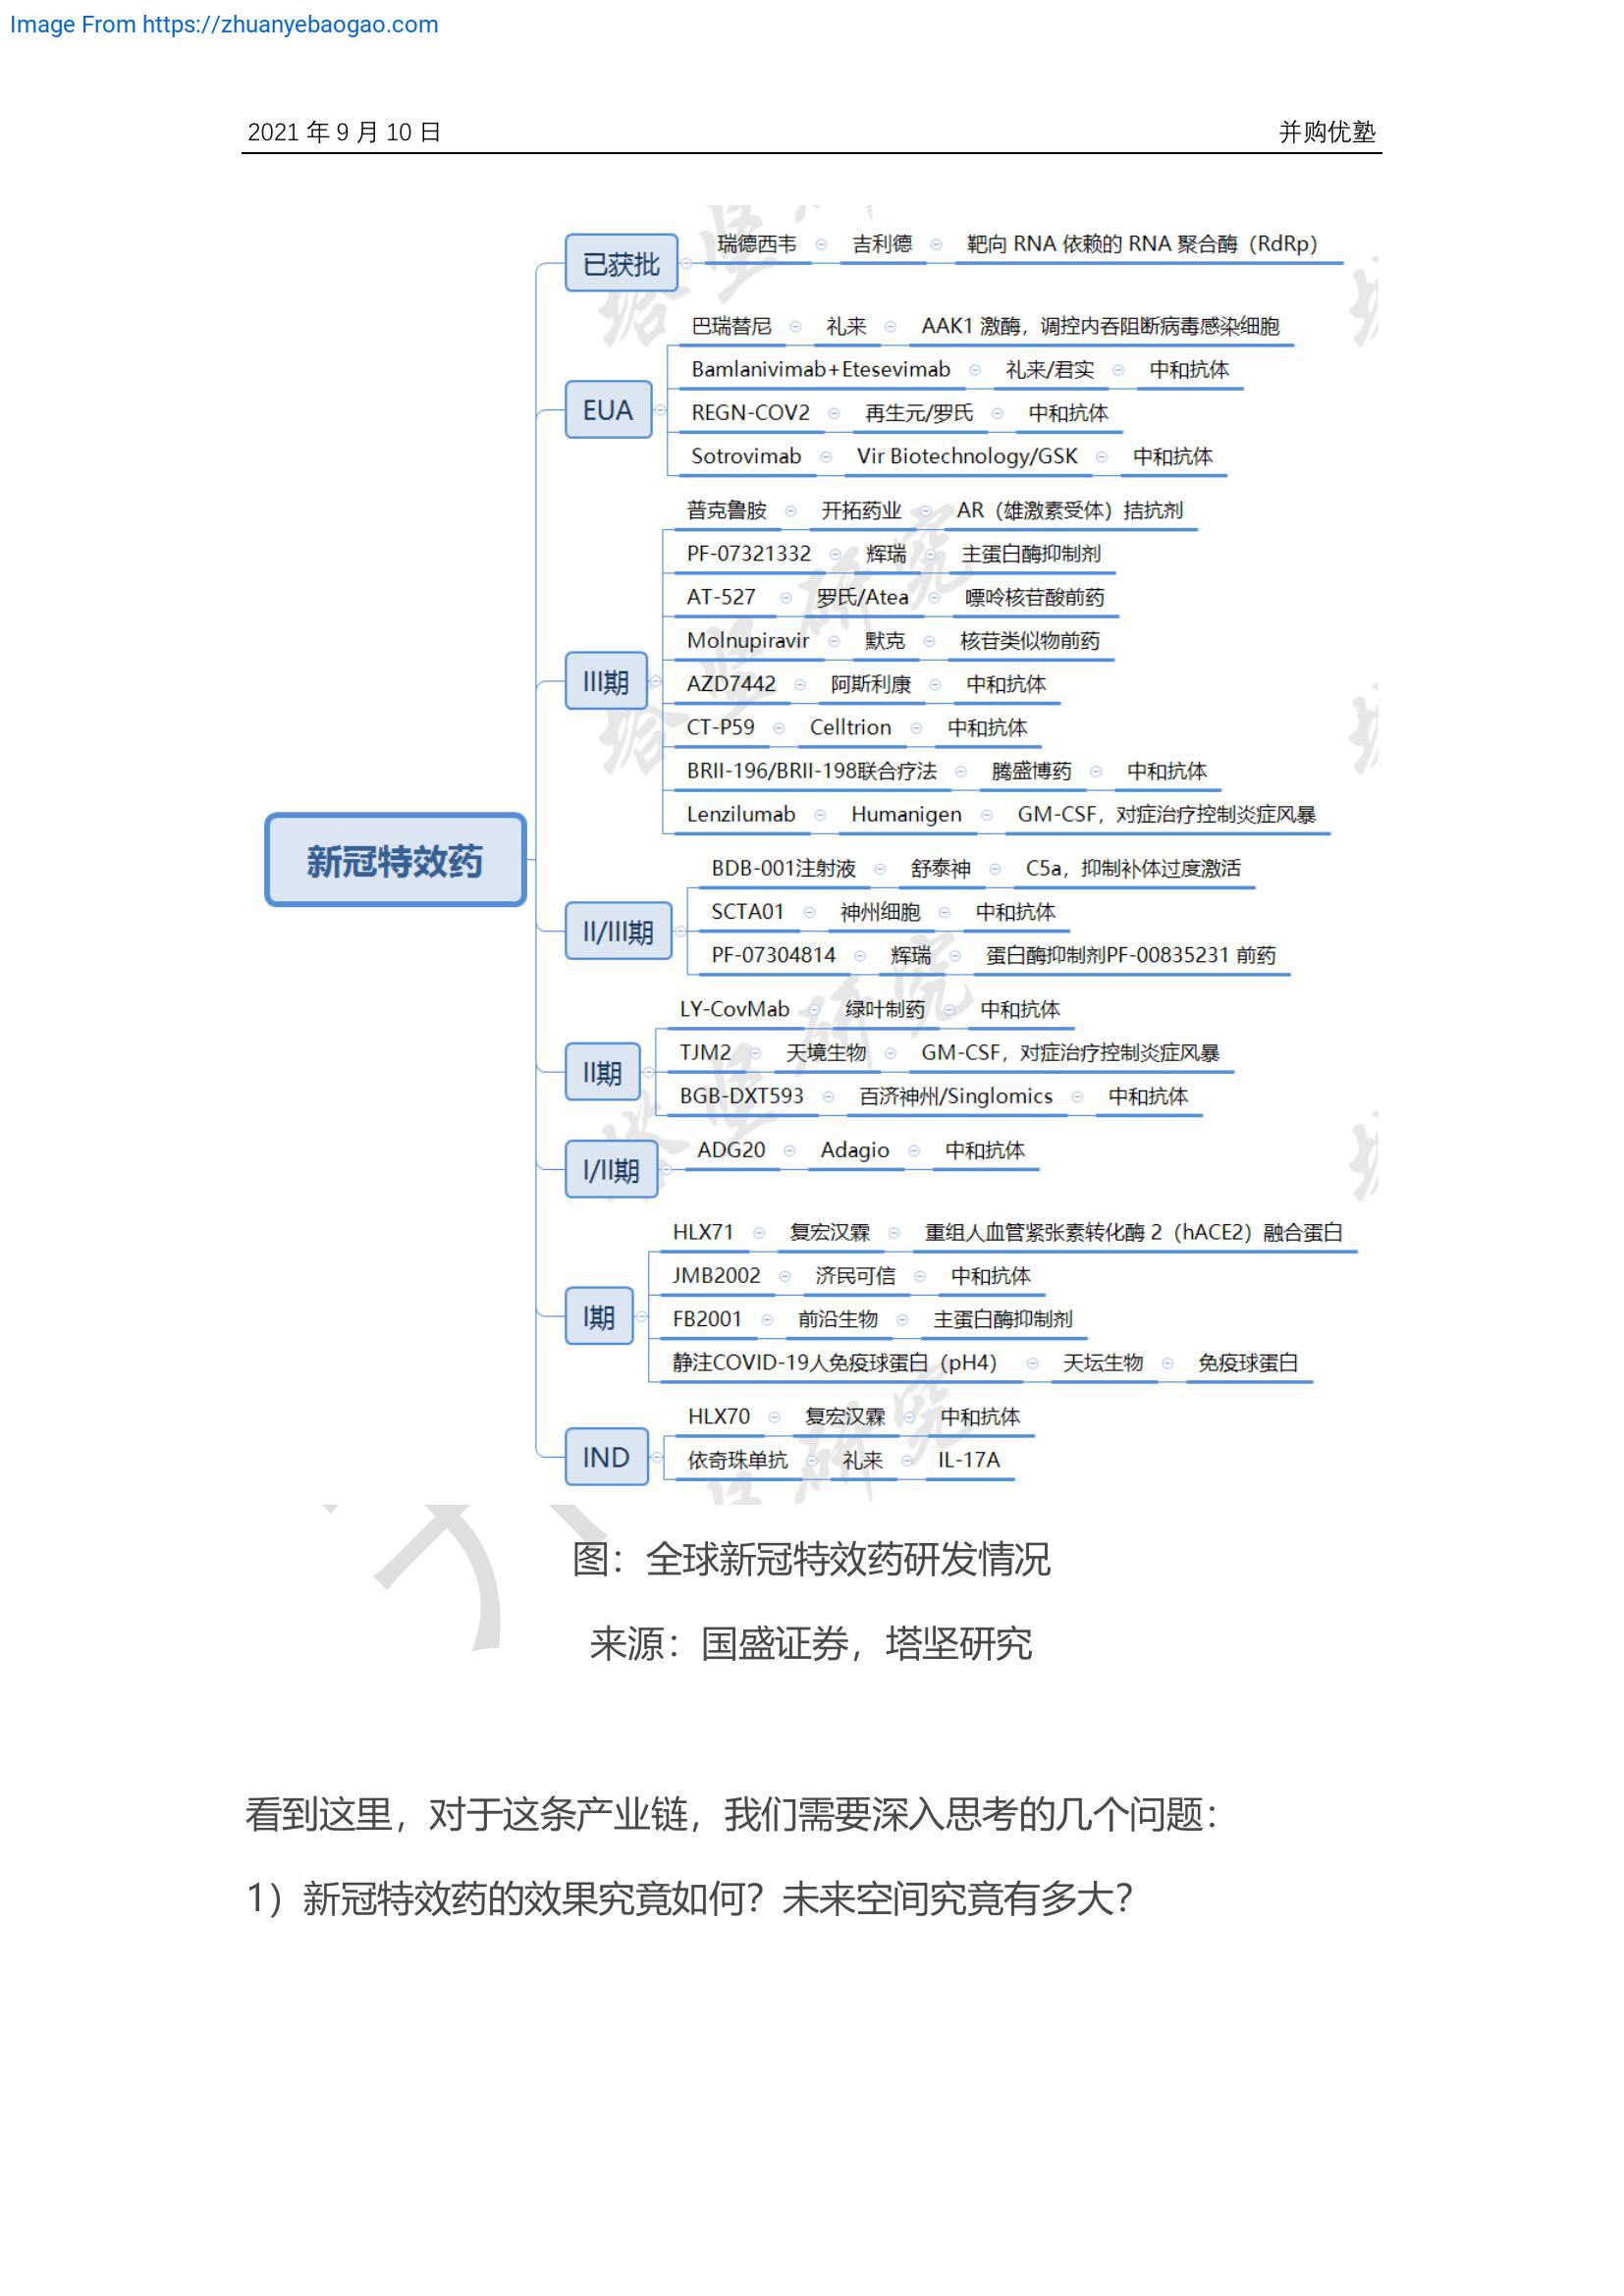 Image From https://zhuanyebaogao.com
2021 年 9 月 10 日 并购优塾
已获批
瑞德西韦 吉利德 靶向 RNA 依赖的 RNA 聚合酶（RdRp）
EUA
巴瑞替尼 礼来 AAK1 激酶，调控内吞阻断病毒感染细胞
Bamlanivimab+Etesevimab 礼来/君实 中和抗体
REGN-COV2 再生元/罗氏 中和抗体
Sotrovimab Vir Biotechnology/GSK 中和抗体
III期
普克鲁胺 开拓药业 AR（雄激素受体）拮抗剂
PF-07321332 辉瑞 主蛋白酶抑制剂
AT-527 罗氏/Atea 嘌呤核苷酸前药
Molnupiravir 默克 核苷类似物前药
AZD7442 阿斯利康 中和抗体
CT-P59 Celltrion 中和抗体
BRII-196/BRII-198联合疗法 腾盛博药 中和抗体
Lenzilumab Humanigen GM-CSF，对症治疗控制炎症风暴
新冠特效药
II/III期
BDB-001注射液 舒泰神 C5a，抑制补体过度激活
SCTA01 神州细胞 中和抗体
PF-07304814 辉瑞 蛋白酶抑制剂PF-00835231 前药
II期
LY-CovMab 绿叶制药 中和抗体
TJM2 天境生物 GM-CSF，对症治疗控制炎症风暴
BGB-DXT593 百济神州/Singlomics 中和抗体
I/II期
ADG20 Adagio 中和抗体
I期
HLX71 复宏汉霖 重组人血管紧张素转化酶 2（hACE2）融合蛋白
JMB2002 济民可信 中和抗体
FB2001 前沿生物 主蛋白酶抑制剂
静注COVID-19人免疫球蛋白（pH4） 天坛生物 免疫球蛋白
IND
HLX70 复宏汉霖 中和抗体
依奇珠单抗 礼来 IL-17A
塔坚研究
图：全球新冠特效药研发情况
来源：国盛证券，塔坚研究
看到这里，对于这条产业链，我们需要深入思考的几个问题：
1）新冠特效药的效果究竟如何？未来空间究竟有多大？